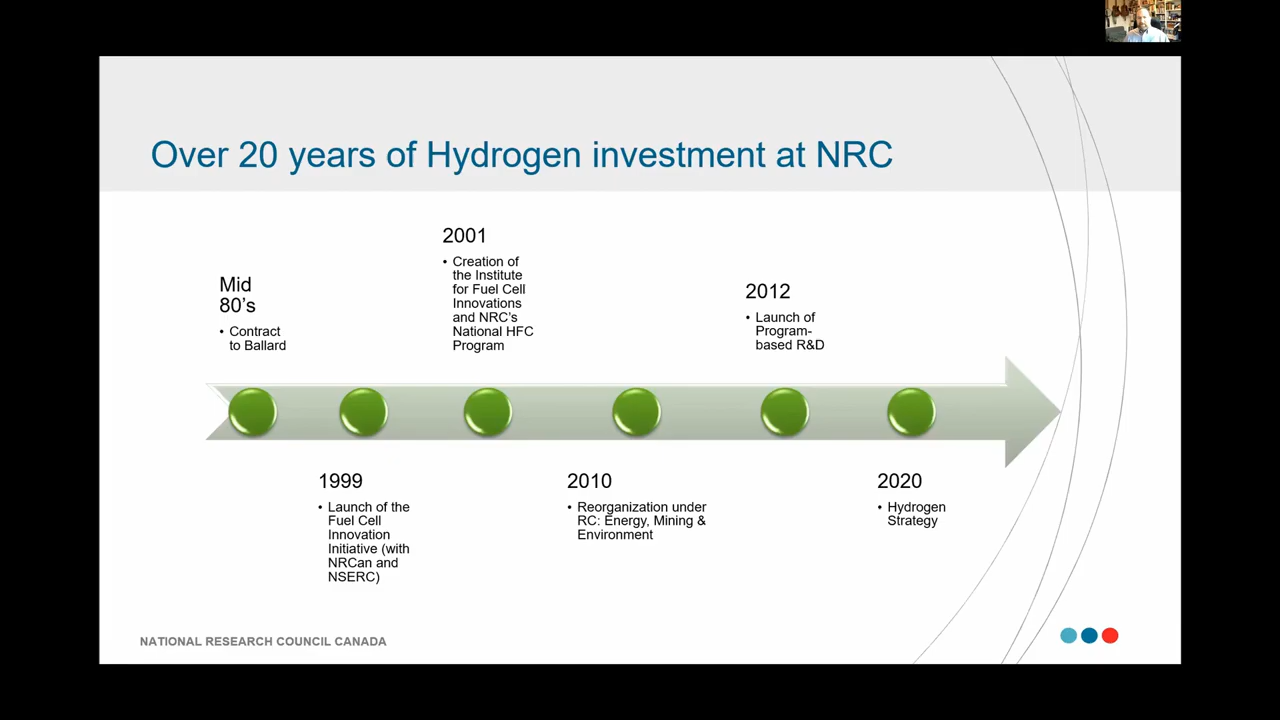 Over 20 years of Hydrogen investment at NRC
Mid
80’s
• Contract
to Ballard
1999
• Launch of the
Fuel Cell
Innovation
Initiative (with
NRCan and
NSERC)
2001
• Creation of
the Institute
for Fuel Cell
Innovations
and NRC’s
National HFC
Program
2010
• Reorganization under
RC: Energy, Mining &
Environment
2012
• Launch of
Program-
based R&D
2020
• Hydrogen
Strategy
NATIONAL RESEARCH COUNCIL CANADA